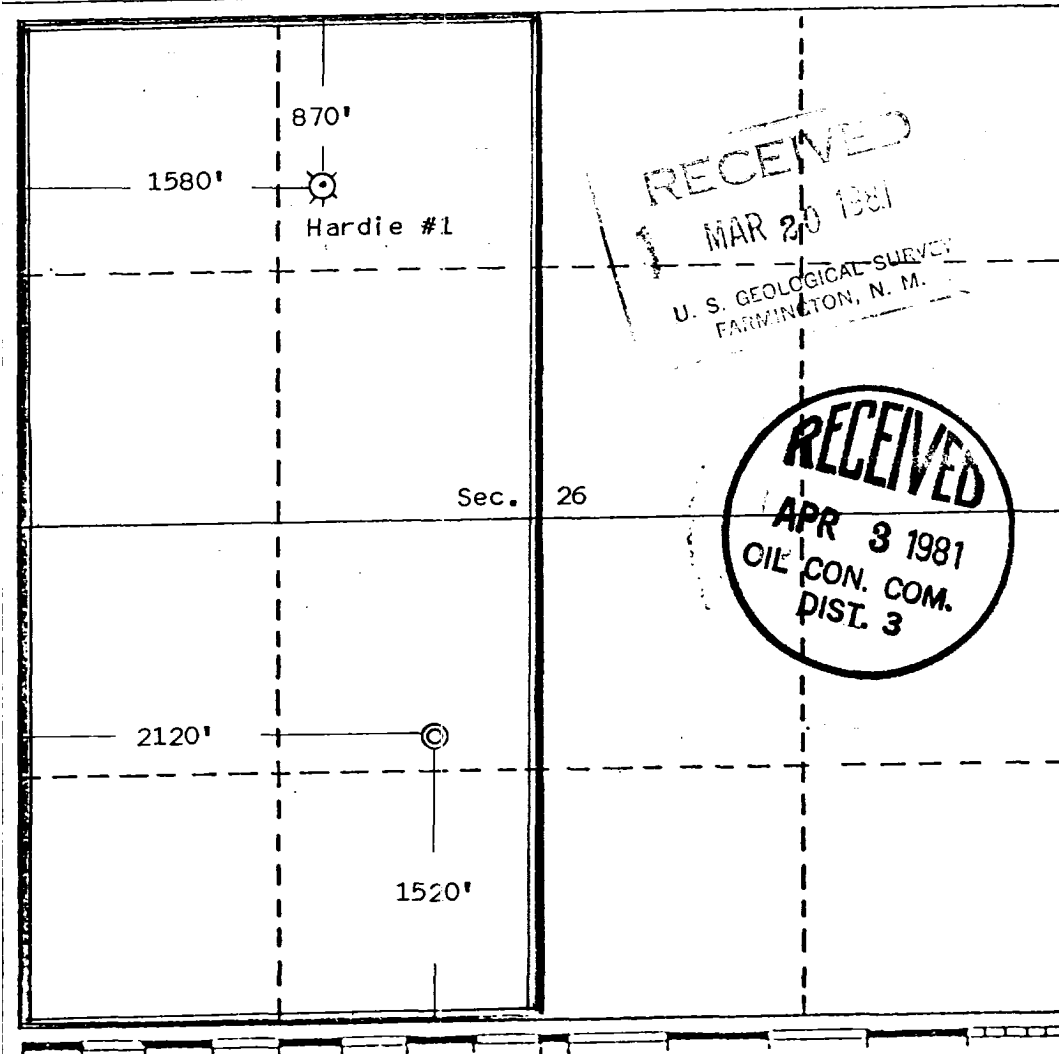 870'
1580'
Hardie #1
RECEIVED
MAR 20 1981
U. S. GEOLOGICAL SURVEY
FARMINGTON, N. M.
Sec. 26
RECEIVED
APR 3 1981
OIL CON. COM.
DIST. 3
2120'
1520'